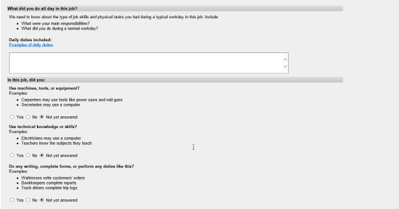 What did you do all day in this job?
We need to know about the type of job skills and physical tasks you had during a typical workday in this job. Include:
• What were your main responsibilities?
• What did you do during a normal workday?
Daily duties included:
Examples of daily duties
In this job, did you:
Use machines, tools, or equipment?
Examples:
• Carpenters may use tools like power saws and nail guns
• Secretaries may use a computer
Yes No Not yet answered
Use technical knowledge or skills?
Examples:
• Electricians may use a computer
• Teachers know the subjects they teach
Yes No Not yet answered
Do any writing, complete forms, or perform any duties like this?
Examples:
• Waitresses write customers' orders
• Bookkeepers complete reports
• Truck drivers complete trip logs
Yes No Not yet answered